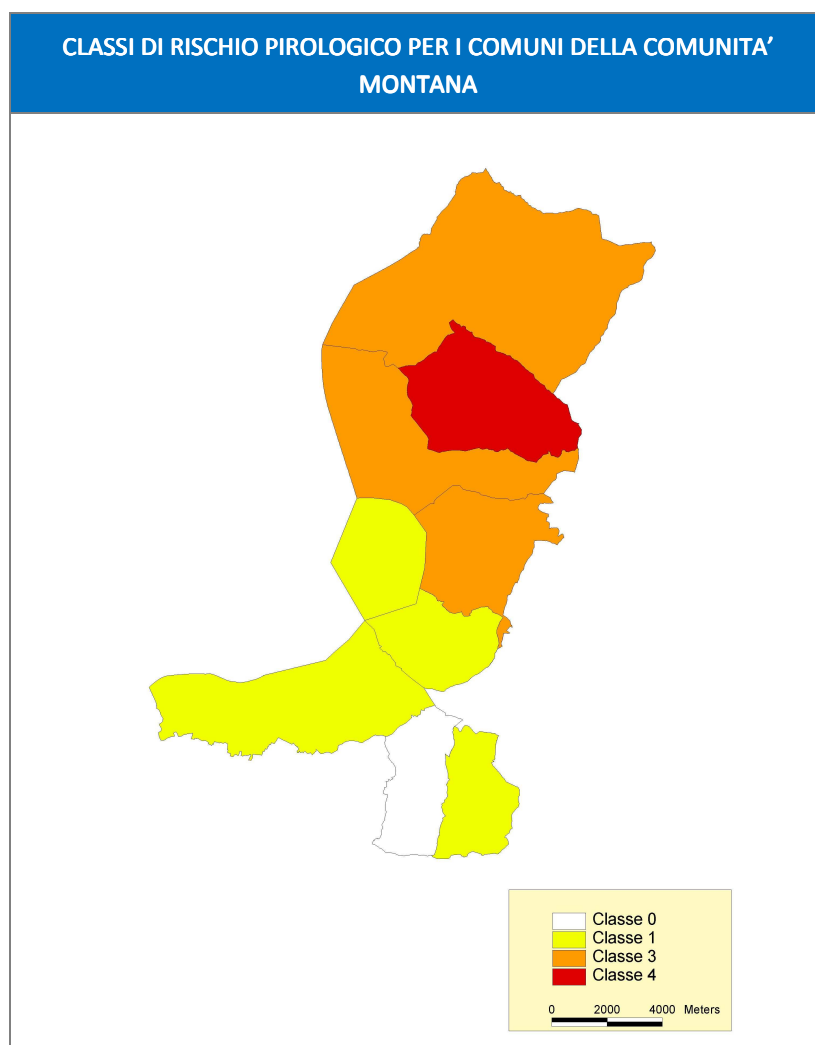 CLASSI DI RISCHIO PIROLOGICO PER I COMUNI DELLA COMUNITA’
MONTANA
Classe 0
Classe 1
Classe 3
Classe 4
0 2000 4000 Meters